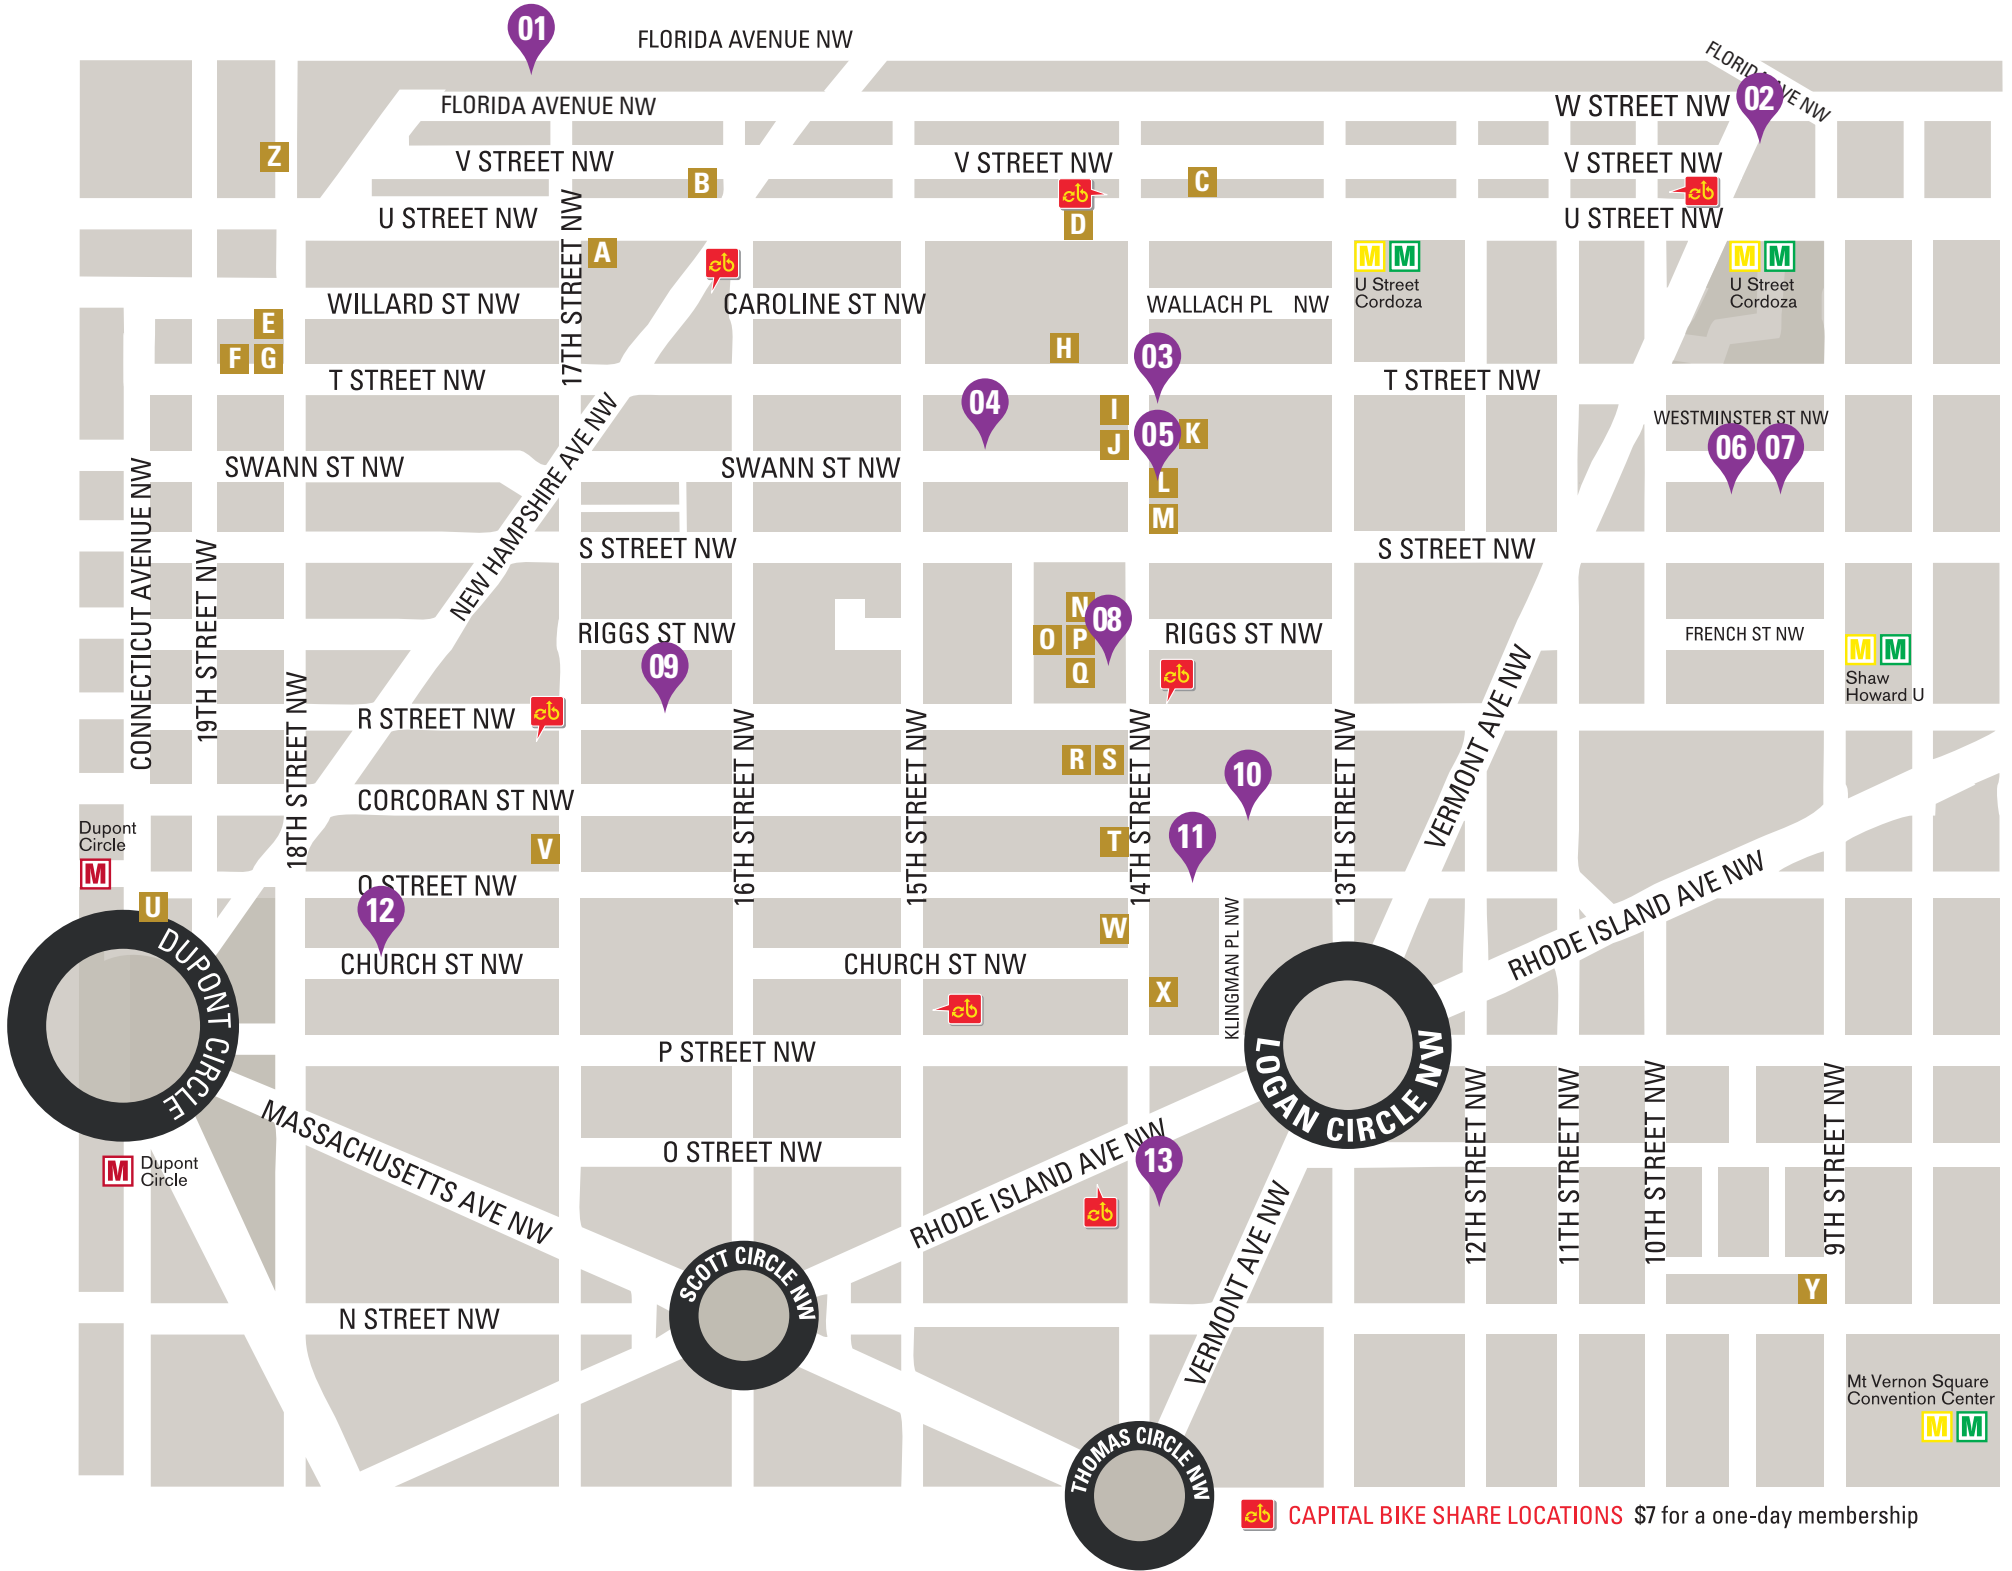 01
FLORIDA AVENUE NW
FLORIDA AVE NW
02
FLORIDA AVENUE NW
W STREET NW
Z
V STREET NW
V STREET NW
V STREET NW
B
C
U STREET NW
D
U STREET NW
17TH STREET NW
A
M M
U Street
Cordoza
M M
U Street
Cordoza
WILLARD ST NW
CAROLINE ST NW
WALLACH PL NW
E
F G
H
03
T STREET NW
T STREET NW
04
I
J
05
K
WESTMINSTER ST NW
06
07
SWANN ST NW
SWANN ST NW
L
M
NEW HAMPSHIRE AVE NW
CONNECTICUT AVENUE NW
19TH STREET NW
S STREET NW
S STREET NW
N
O P
Q
08
RIGGS ST NW
RIGGS ST NW
FRENCH ST NW
09
M M
Shaw
Howard U
18TH STREET NW
R STREET NW
16TH STREET NW
15TH STREET NW
14TH STREET NW
13TH STREET NW
VERMONT AVE NW
R S
10
CORCORAN ST NW
Dupont
Circle
M
V
T
11
Q STREET NW
12
U
W
KLINGMAN PL NW
RHODE ISLAND AVE NW
DUPONT CIRCLE
CHURCH ST NW
CHURCH ST NW
X
LOGAN CIRCLE NW
P STREET NW
MASSACHUSETTS AVE NW
O STREET NW
RHODE ISLAND AVE NW
13
M
Dupont
Circle
12TH STREET NW
11TH STREET NW
10TH STREET NW
9TH STREET NW
VERMONT AVE NW
SCOTT CIRCLE NW
Y
N STREET NW
Mt Vernon Square
Convention Center
M M
THOMAS CIRCLE NW
CAPITAL BIKE SHARE LOCATIONS $7 for a one-day membership